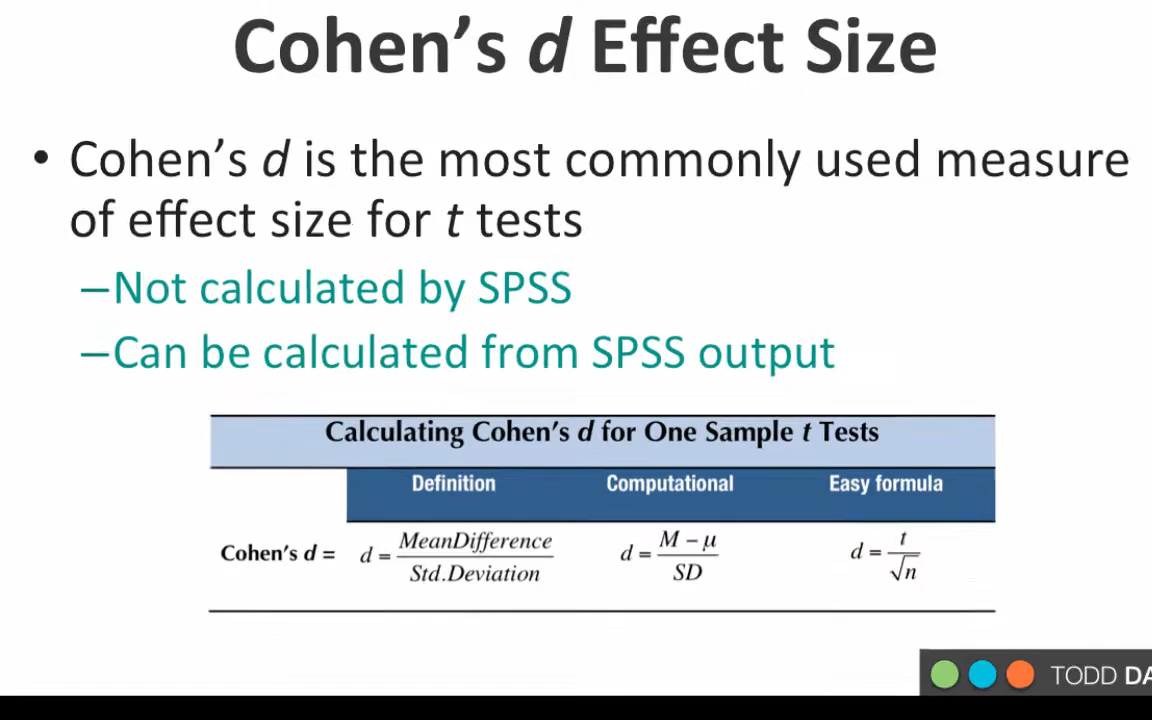 Cohen’s d Effect Size
• Cohen’s d is the most commonly used measure
of effect size for t tests
–Not calculated by SPSS
–Can be calculated from SPSS output
Calculating Cohen’s d for One Sample t Tests
Definition Computational Easy formula
Cohen’s d = d = MeanDifference / Std.Deviation d = M – μ / SD d = t / √n
TODD DA